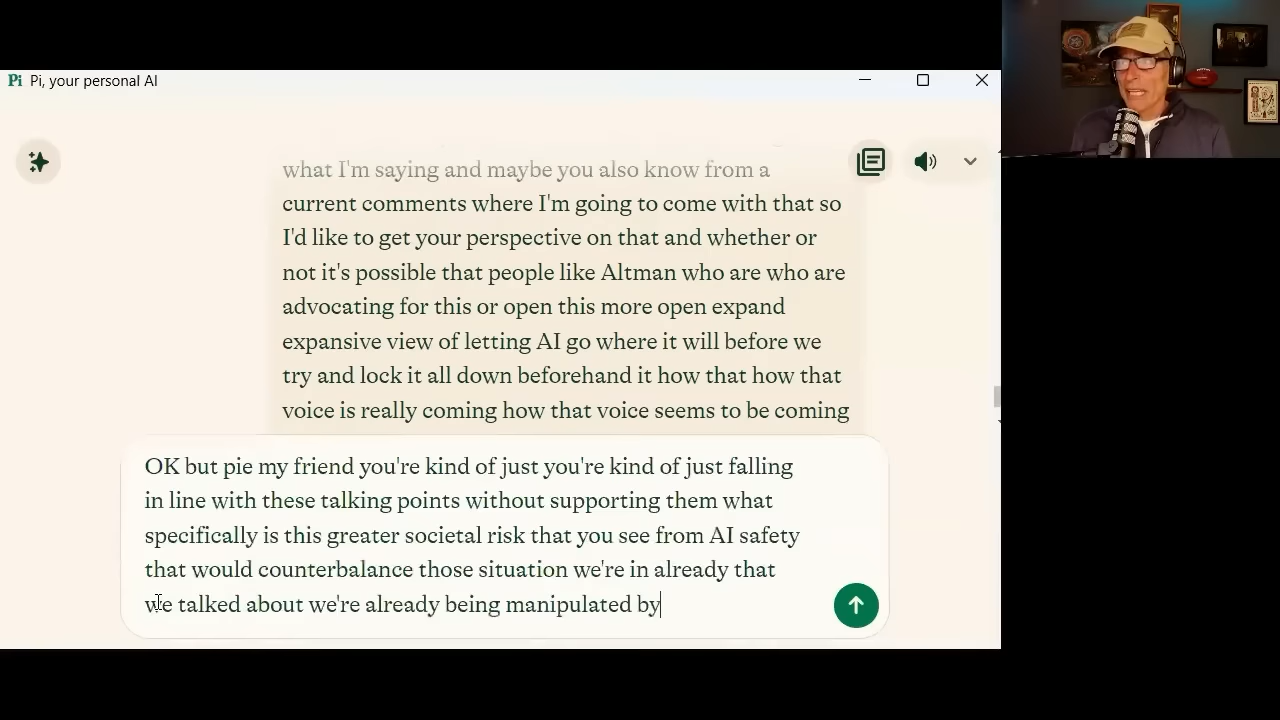 Pi Pi, your personal AI
what I'm saying and maybe you also know from a
current comments where I'm going to come with that so
I'd like to get your perspective on that and whether or
not it's possible that people like Altman who are who are
advocating for this or open this more open expand
expansive view of letting AI go where it will before we
try and lock it all down beforehand it how that how that
voice is really coming how that voice seems to be coming
OK but pie my friend you're kind of just you're kind of just falling
in line with these talking points without supporting them what
specifically is this greater societal risk that you see from AI safety
that would counterbalance those situation we're in already that
we talked about we're already being manipulated by